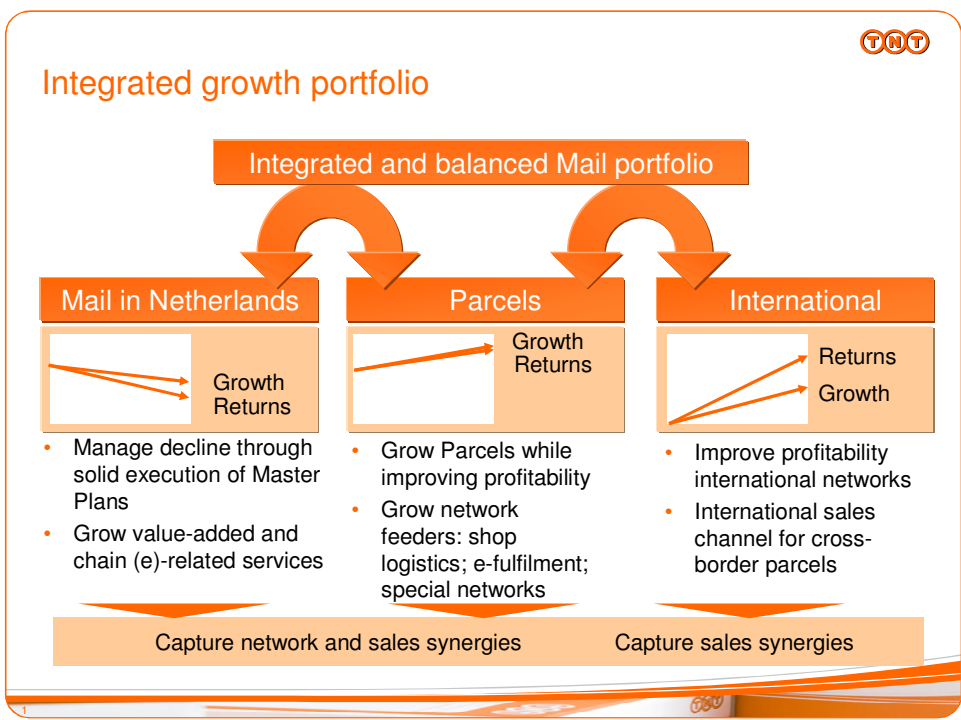 TNT
Integrated growth portfolio
Integrated and balanced Mail portfolio
Mail in Netherlands
Growth
Returns
• Manage decline through
solid execution of Master
Plans
• Grow value-added and
chain (e)-related services
Parcels
Growth
Returns
• Grow Parcels while
improving profitability
• Grow network
feeders: shop
logistics; e-fulfilment;
special networks
International
Returns
Growth
• Improve profitability
international networks
• International sales
channel for cross-
border parcels
Capture network and sales synergies
Capture sales synergies
1
TNT